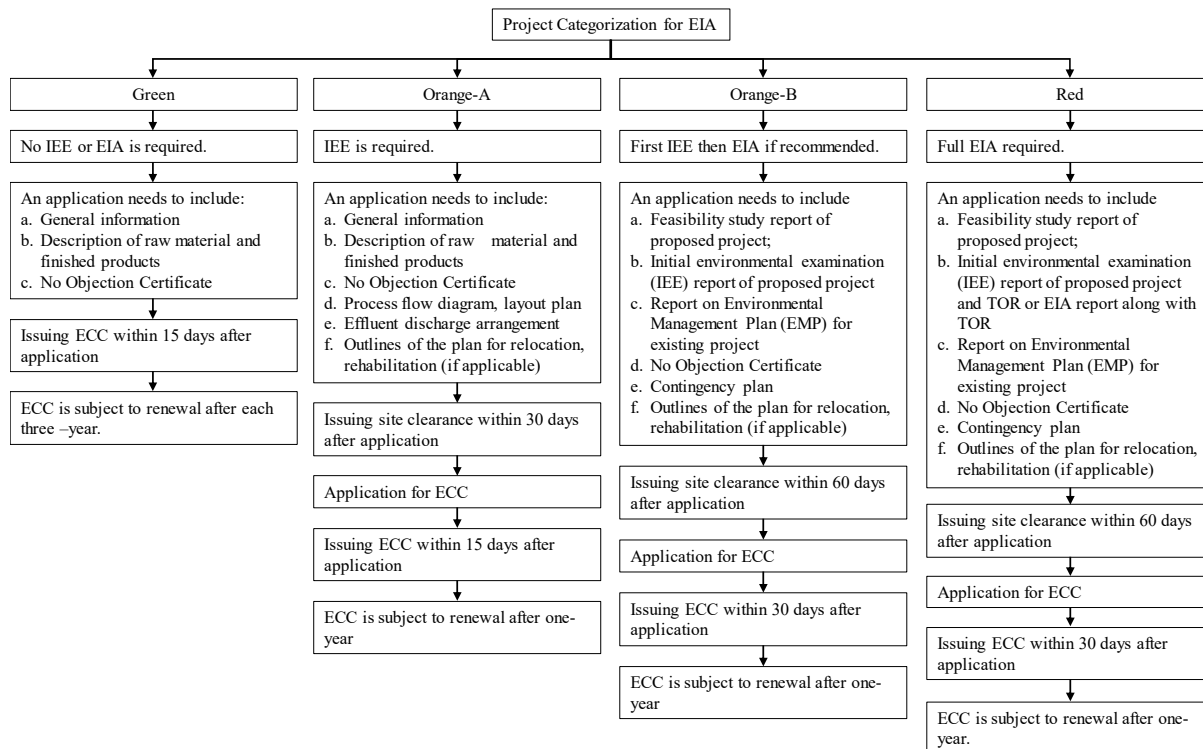 Project Categorization for EIA
Green
No IEE or EIA is required.
An application needs to include:
a. General information
b. Description of raw material and
finished products
c. No Objection Certificate
Issuing ECC within 15 days after
application
ECC is subject to renewal after each
three –year.
Orange-A
IEE is required.
An application needs to include:
a. General information
b. Description of raw material and
finished products
c. No Objection Certificate
d. Process flow diagram, layout plan
e. Effluent discharge arrangement
f. Outlines of the plan for relocation,
rehabilitation (if applicable)
Issuing site clearance within 30 days
after application
Application for ECC
Issuing ECC within 15 days after
application
ECC is subject to renewal after one-
year
Orange-B
First IEE then EIA if recommended.
An application needs to include
a. Feasibility study report of
proposed project;
b. Initial environmental examination
(IEE) report of proposed project
c. Report on Environmental
Management Plan (EMP) for
existing project
d. No Objection Certificate
e. Contingency plan
f. Outlines of the plan for relocation,
rehabilitation (if applicable)
Issuing site clearance within 60 days
after application
Application for ECC
Issuing ECC within 30 days after
application
ECC is subject to renewal after one-
year
Red
Full EIA required.
An application needs to include
a. Feasibility study report of
proposed project;
b. Initial environmental examination
(IEE) report of proposed project
and TOR or EIA report along with
TOR
c. Report on Environmental
Management Plan (EMP) for
existing project
d. No Objection Certificate
e. Contingency plan
f. Outlines of the plan for relocation,
rehabilitation (if applicable)
Issuing site clearance within 60 days
after application
Application for ECC
Issuing ECC within 30 days after
application
ECC is subject to renewal after one-
year.